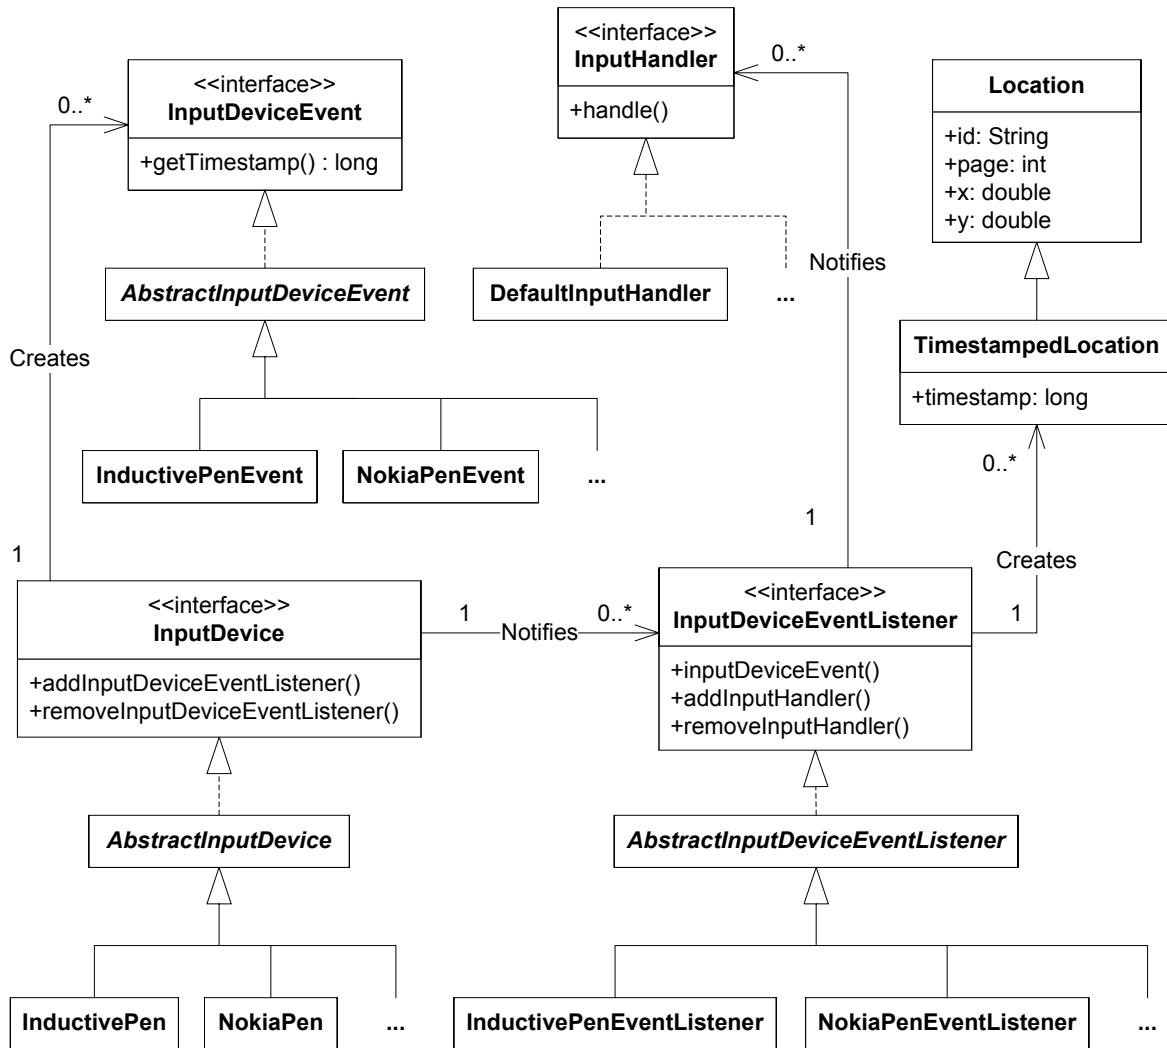 <<interface>>
InputHandler
+handle()
0..*
<<interface>>
InputDeviceEvent
+getTimestamp() : long
0..*
Location
+id: String
+page: int
+x: double
+y: double
AbstractInputDeviceEvent
DefaultInputHandler
...
Notifies
Creates
TimestampedLocation
+timestamp: long
InductivePenEvent
NokiaPenEvent
...
0..*
1
1
Creates
<<interface>>
InputDevice
+addInputDeviceEventListener()
+removeInputDeviceEventListener()
1
Notifies
0..*
<<interface>>
InputDeviceEventListener
+inputDeviceEvent()
+addInputHandler()
+removeInputHandler()
1
AbstractInputDevice
AbstractInputDeviceEventListener
InductivePen
NokiaPen
...
InductivePenEventListener
NokiaPenEventListener
...